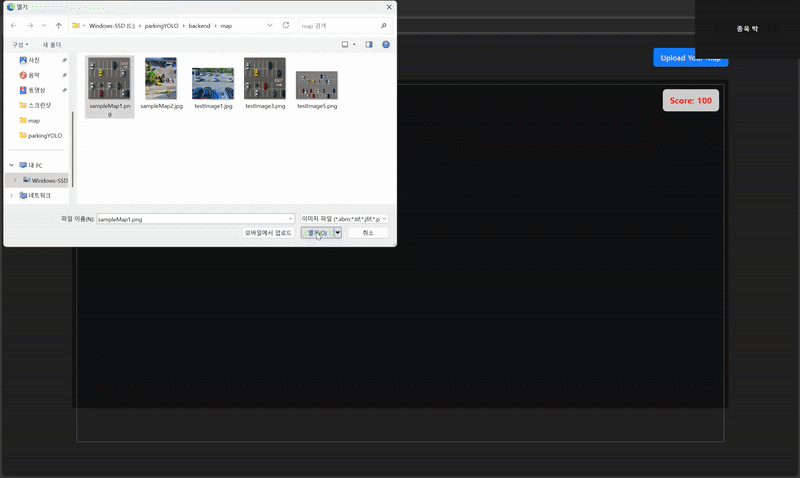 열기
Windows-SSD (C:) > parkingYOLO > backend > map
map 검색
구성
새 폴더
사진
음악
동영상
스크린샷
map
parkingYOLO
내 PC
Windows-SSD
네트워크
sampleMap1.pn
g
sampleMap2.jpg
testImage1.jpg
testImage3.png
testImage5.png
파일 이름(N):
sampleMap1.png
이미지 파일 (*.xbm;*.tif;*.jfif;*.p
모바일에서 업로드
열기(O)
취소
종욱 박
Upload Your Map
Score: 100